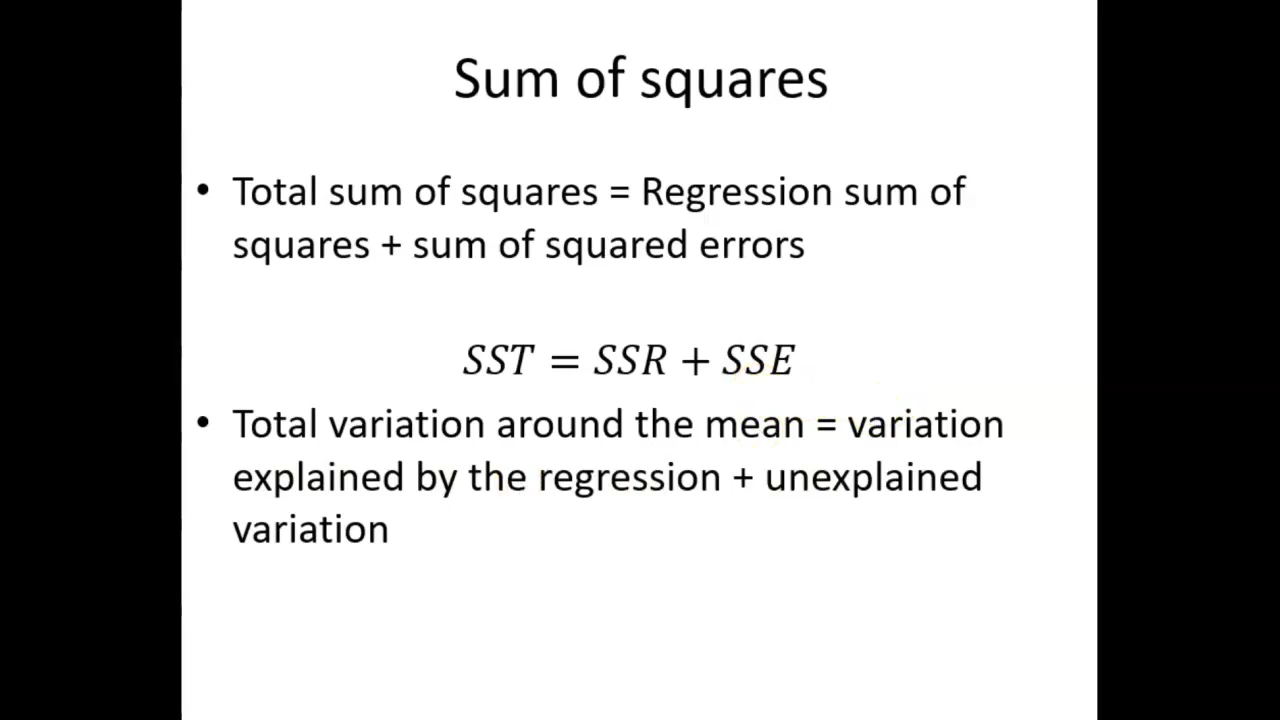 Sum of squares
• Total sum of squares = Regression sum of
squares + sum of squared errors
SST = SSR + SSE
• Total variation around the mean = variation
explained by the regression + unexplained
variation